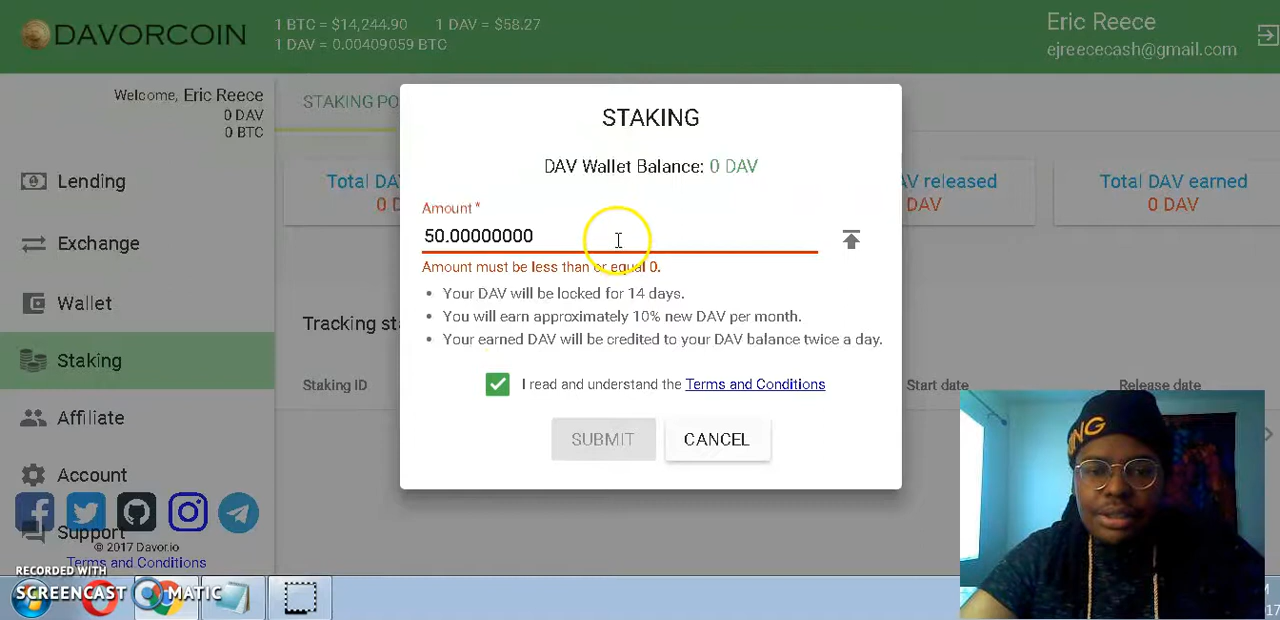 DAVORCOIN
1 BTC = $14,244.90 1 DAV = $58.27
1 DAV = 0.00409059 BTC
Eric Reece
ejreececash@gmail.com
Welcome, Eric Reece
0 DAV
0 BTC
Lending
Exchange
Wallet
Staking
Affiliate
Account
Support
© 2017 Davor.io
Terms and Conditions
STAKING PO
Total DA
0 D
AV released
DAV
Total DAV earned
0 DAV
Tracking sta
Staking ID
Start date
Release date
STAKING
DAV Wallet Balance: 0 DAV
Amount *
50.00000000
Amount must be less than or equal 0.
• Your DAV will be locked for 14 days.
• You will earn approximately 10% new DAV per month.
• Your earned DAV will be credited to your DAV balance twice a day.
I read and understand the Terms and Conditions
SUBMIT
CANCEL
RECORDED WITH
SCREENCAST MATIC